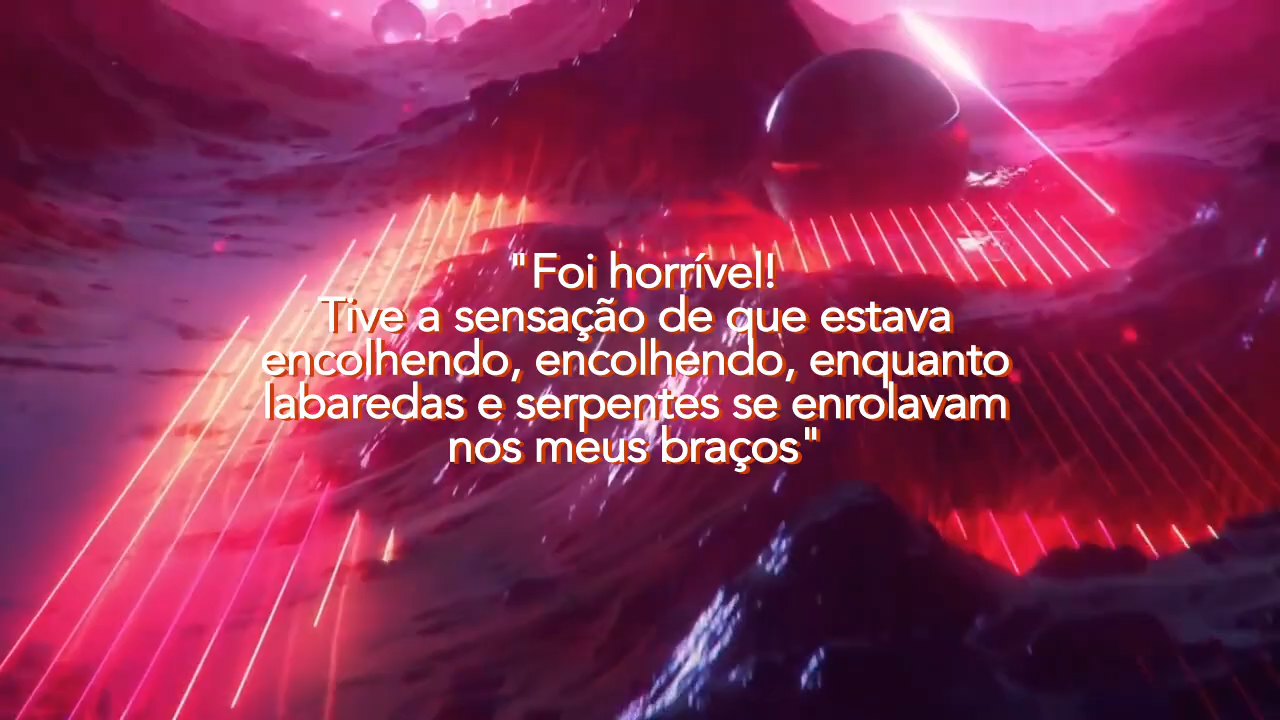 "Foi horrível!
Tive a sensação de que estava
encolhendo, encolhendo, enquanto
labaredas e serpentes se enrolavam
nos meus braços"